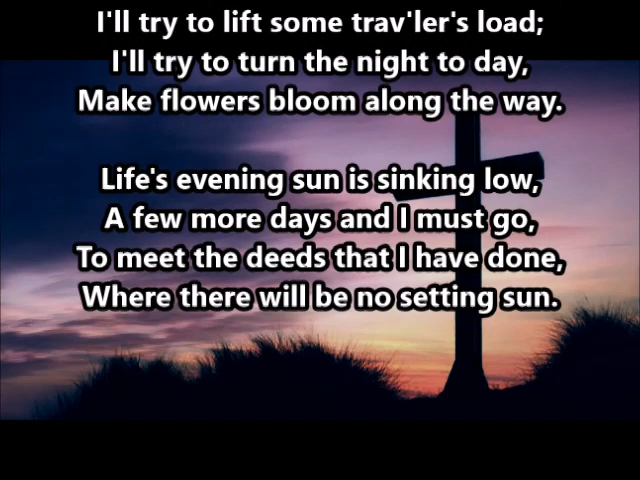 I'll try to lift some trav'ler's load;
I'll try to turn the night to day,
Make flowers bloom along the way.
Life's evening sun is sinking low,
A few more days and I must go,
To meet the deeds that I have done,
Where there will be no setting sun.